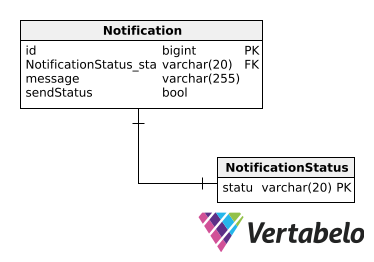 Notification
id bigint PK
NotificationStatus_sta varchar(20) FK
message varchar(255)
sendStatus bool
NotificationStatus
statu varchar(20) PK
Vertabelo